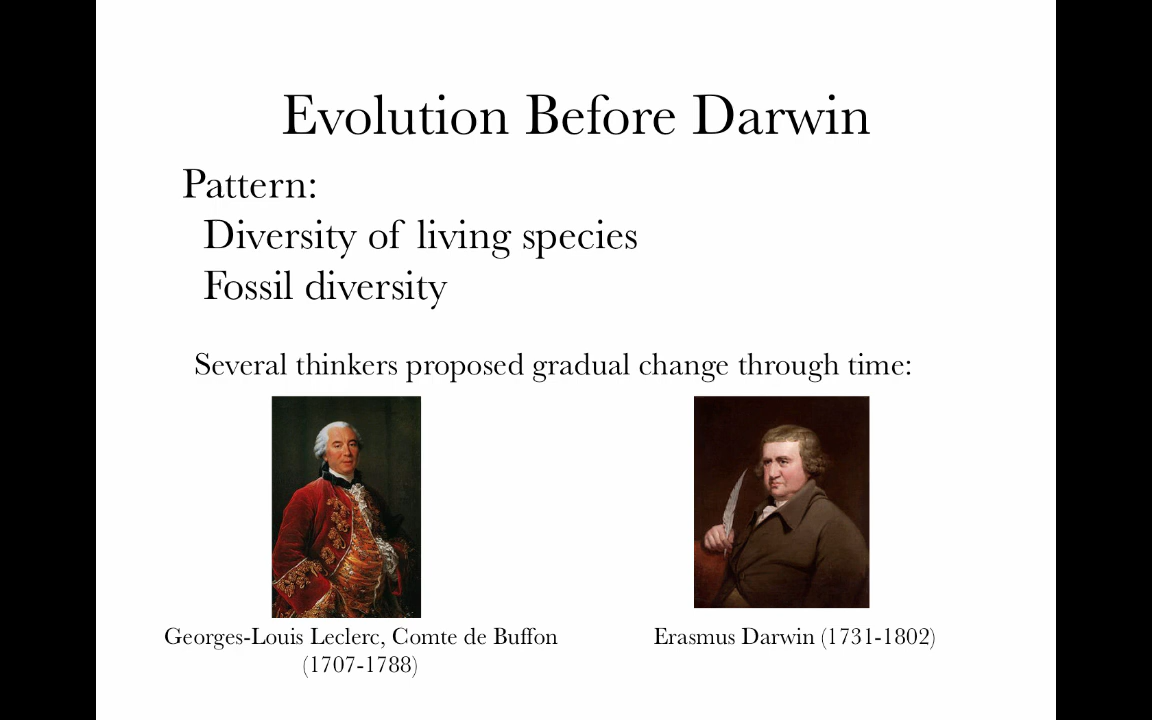 Evolution Before Darwin
Pattern:
Diversity of living species
Fossil diversity
Several thinkers proposed gradual change through time:
Georges-Louis Leclerc, Comte de Buffon
(1707-1788)
Erasmus Darwin (1731-1802)